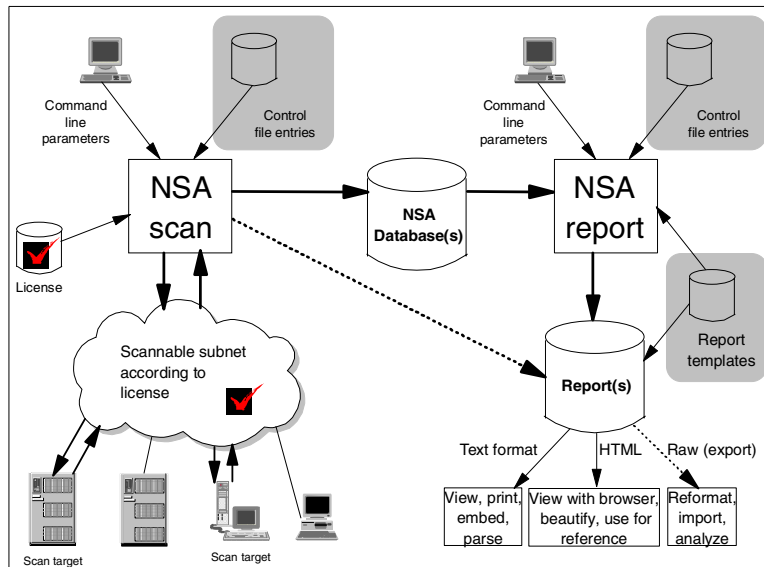 Command
line
parameters
Control
file entries
Command
line
parameters
Control
file entries
NSA
scan
NSA
Database(s)
NSA
report
License
Scannable subnet
according to
license
Report
templates
Report(s)
Text format
HTML
Raw (export)
View, print,
embed,
parse
View with browser,
beautify, use for
reference
Reformat,
import,
analyze
Scan target
Scan target